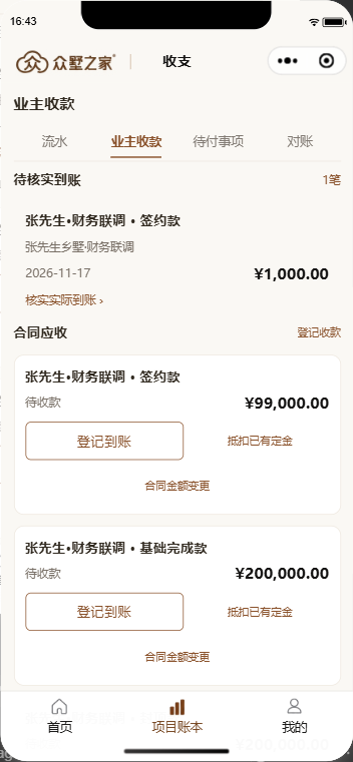 16:43
众墅之家 收支
业主收款
流水 业主收款 待付事项 对账
待核实到账 1笔
张先生•财务联调 • 签约款
张先生乡墅·财务联调
2026-11-17 ¥1,000.00
核实实际到账 ›
合同应收 登记收款
张先生•财务联调 • 签约款
待收款 ¥99,000.00
登记到账 抵扣已有定金
合同金额变更
张先生•财务联调 • 基础完成款
待收款 ¥200,000.00
登记到账 抵扣已有定金
合同金额变更
首页 项目账本 我的